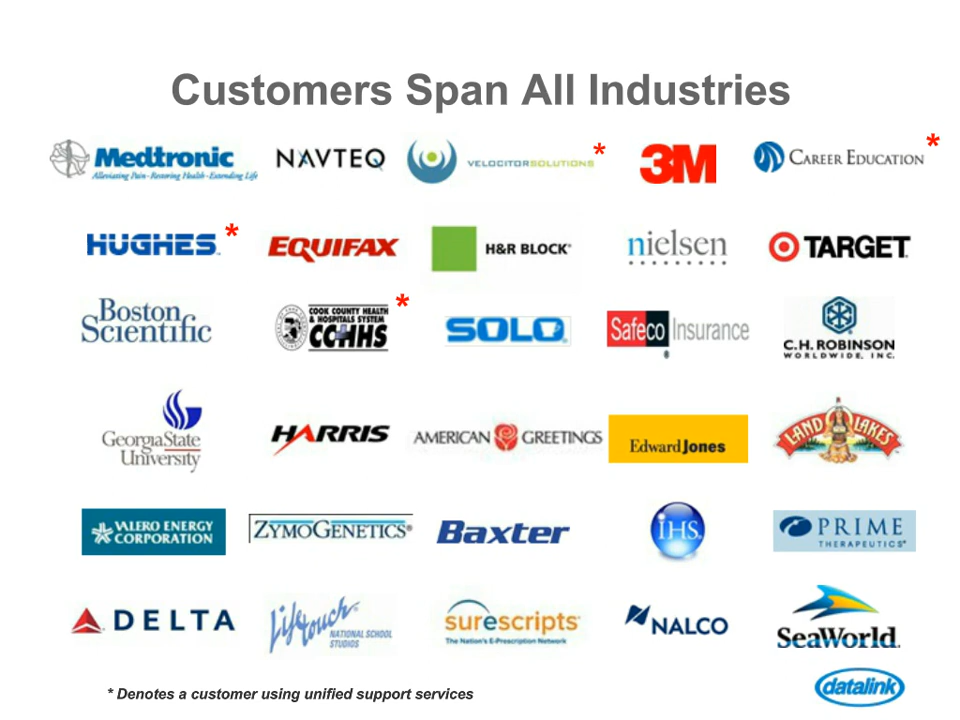 Customers Span All Industries
Medtronic
Alleviating Pain · Restoring Health · Extending Life
NAVTEQ
VELOCITORSOLUTIONS *
3M
CAREER EDUCATION *
HUGHES. *
EQUIFAX
H&R BLOCK®
nielsen
TARGET
Boston
Scientific
COOK COUNTY HEALTH
& HOSPITALS SYSTEM
CCHHS *
SOLO
Safeco Insurance
®
C.H. ROBINSON
WORLDWIDE, INC.
GeorgiaState
University
HARRIS
AMERICAN GREETINGS
Edward Jones
LAND O LAKES
VALERO ENERGY
CORPORATION
ZYMOGENETICS®
Baxter
IHS
PRIME
THERAPEUTICS®
DELTA
Lifetouch
NATIONAL SCHOOL
STUDIOS
surescripts
The Nation's E-Prescription Network
NALCO
SeaWorld
* Denotes a customer using unified support services
datalink